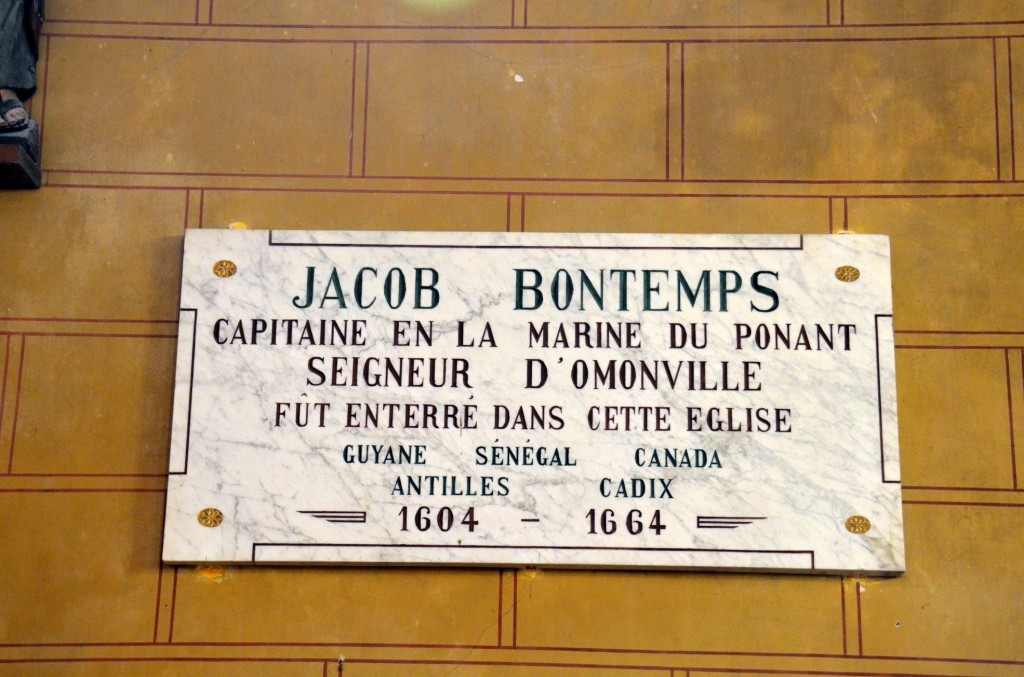 JACOB BONTEMPS
CAPITAINE EN LA MARINE DU PONANT
SEIGNEUR D'OMONVILLE
FÛT ENTERRÉ DANS CETTE EGLISE
GUYANE SÉNÉGAL CANADA
ANTILLES CADIX
1604 - 1664